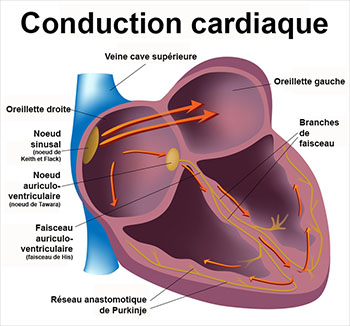 Conduction cardiaque
Veine cave supérieure
Oreillette gauche
Oreillette droite
Branches
de
faisceau
Noeud
sinusal
(noeud de
Keith et Flack)
Noeud
auriculo-
ventriculaire
(noeud de Tawara)
Faisceau
auriculo-
ventriculaire
(faisceau de His)
Réseau anastomotique
de Purkinje